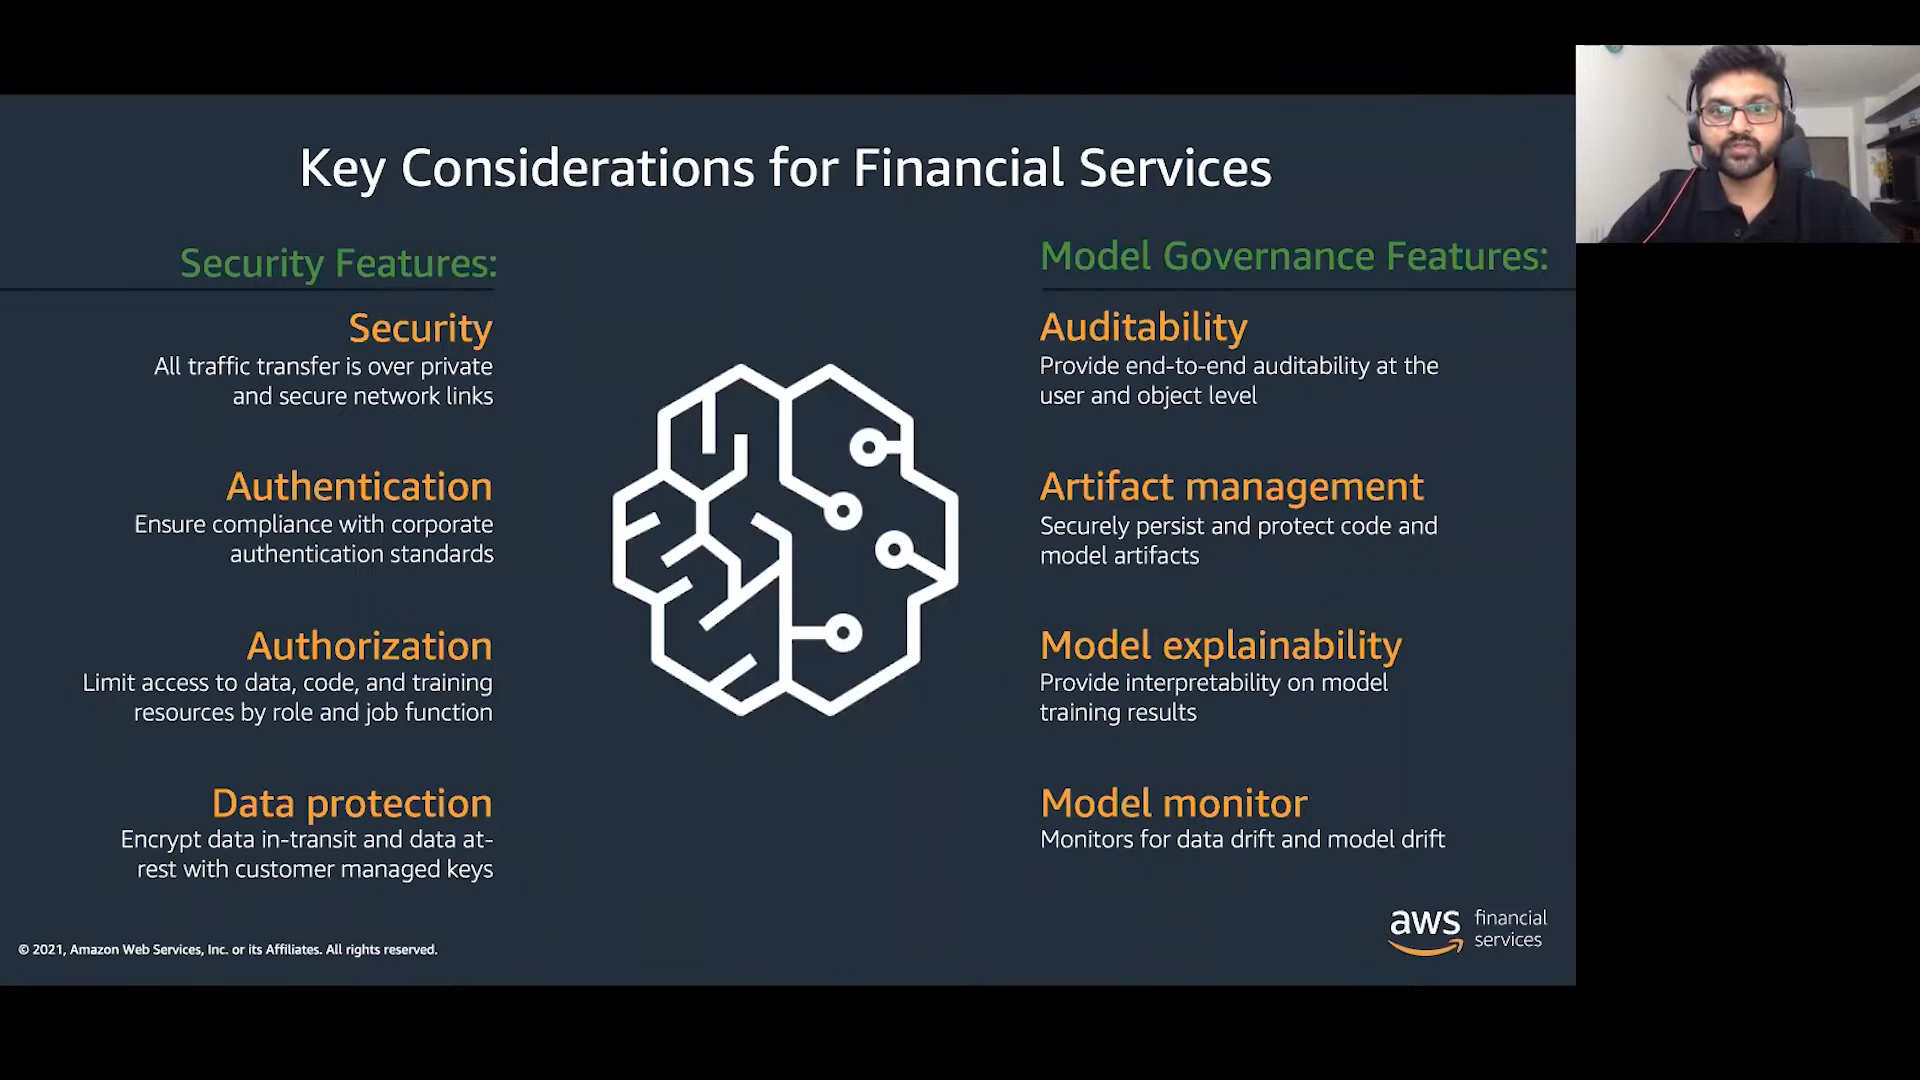 Key Considerations for Financial Services
Security Features:
Security
All traffic transfer is over private
and secure network links
Authentication
Ensure compliance with corporate
authentication standards
Authorization
Limit access to data, code, and training
resources by role and job function
Data protection
Encrypt data in-transit and data at-
rest with customer managed keys
Model Governance Features:
Auditability
Provide end-to-end auditability at the
user and object level
Artifact management
Securely persist and protect code and
model artifacts
Model explainability
Provide interpretability on model
training results
Model monitor
Monitors for data drift and model drift
© 2021, Amazon Web Services, Inc. or its Affiliates. All rights reserved.
aws financial
services